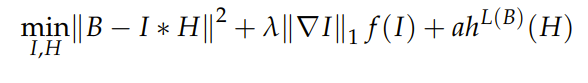 min_{I,H} ‖B − I ∗ H‖² + λ‖∇I‖₁ f(I) + ah^{L(B)}(H)